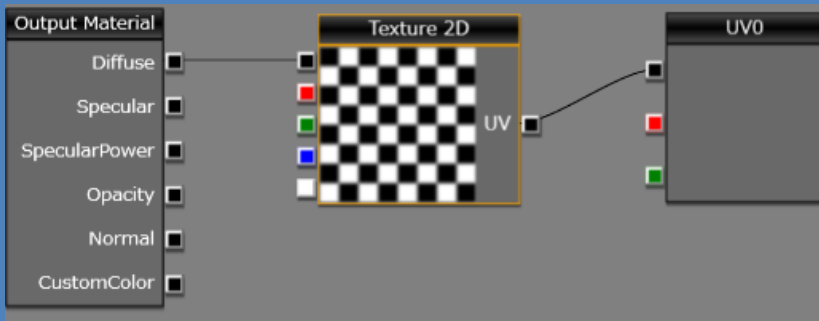 Output Material
Diffuse
Specular
SpecularPower
Opacity
Normal
CustomColor
Texture 2D
UV
UV0